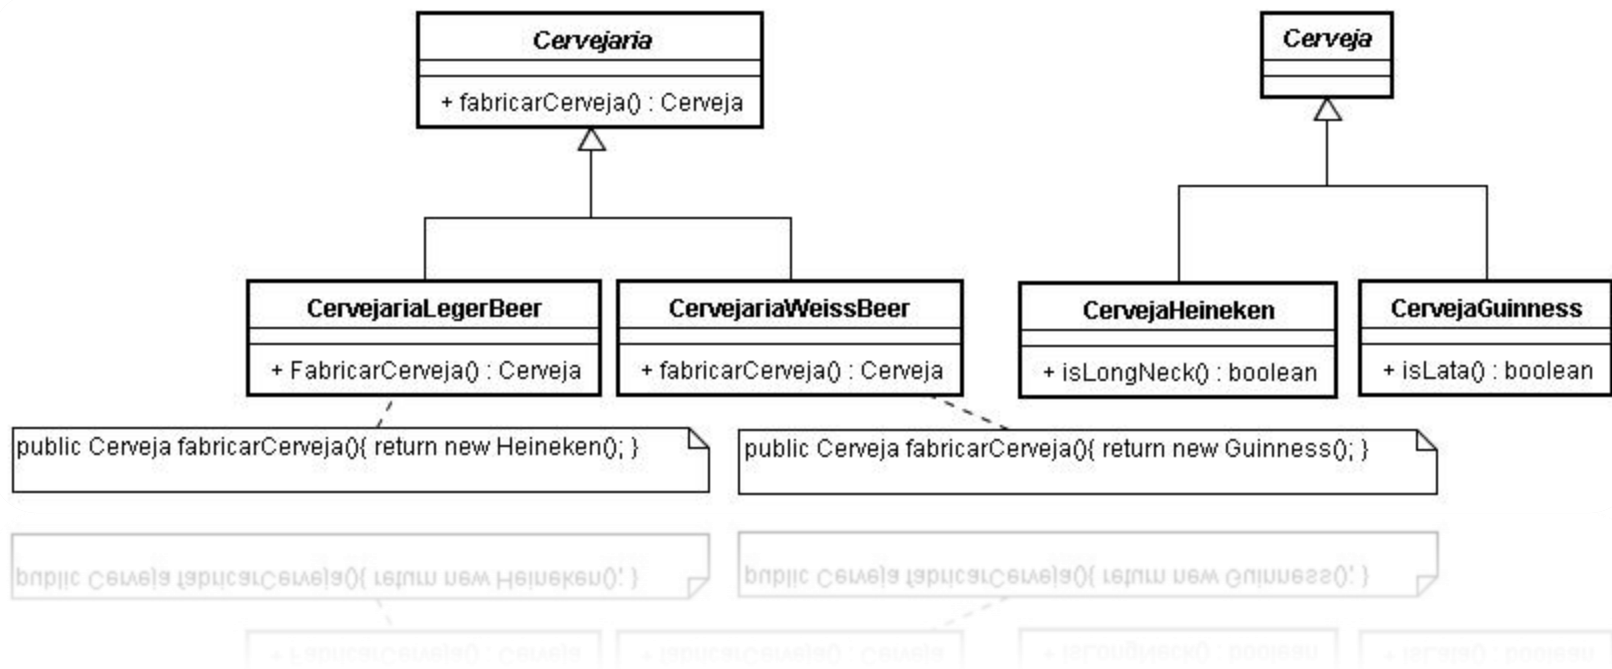 Cervejaria
+ fabricarCerveja() : Cerveja
Cerveja
CervejariaLegerBeer
+ FabricarCerveja() : Cerveja
CervejariaWeissBeer
+ fabricarCerveja() : Cerveja
CervejaHeineken
+ isLongNeck() : boolean
CervejaGuinness
+ isLata() : boolean
public Cerveja fabricarCerveja(){ return new Heineken(); }
public Cerveja fabricarCerveja(){ return new Guinness(); }